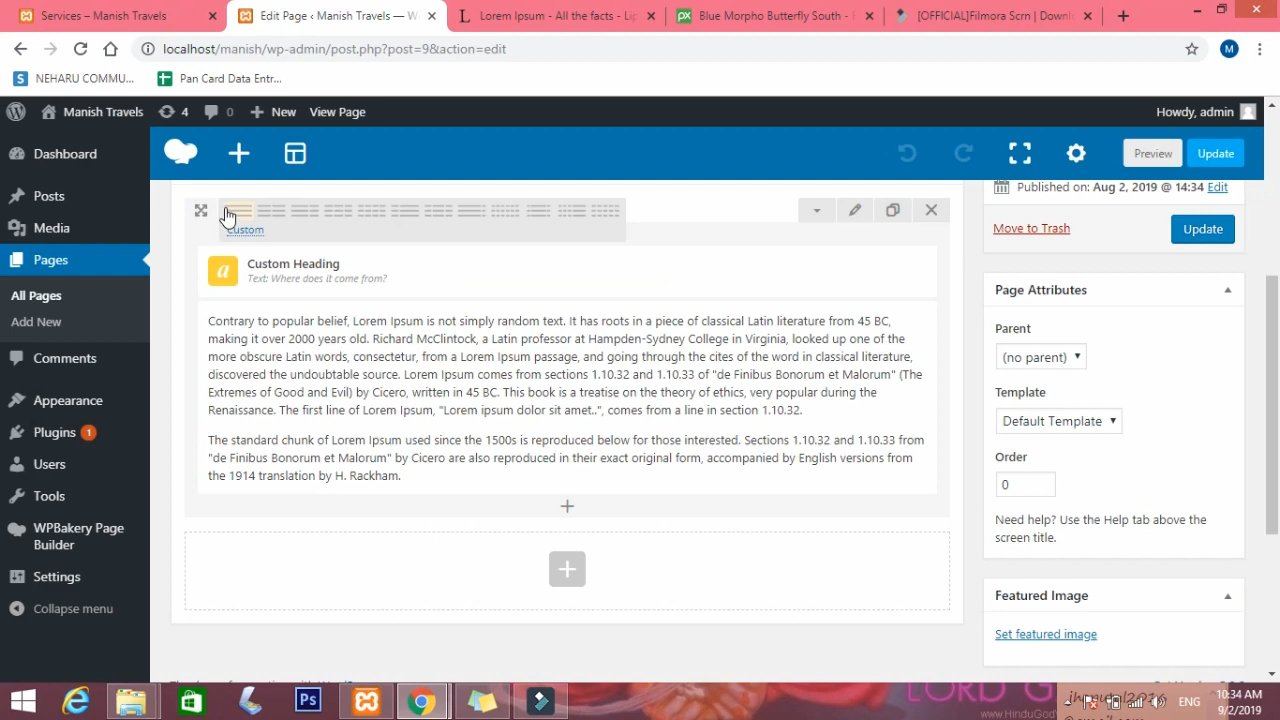 Services – Manish Travels
Edit Page ‹ Manish Travels — W
Lorem Ipsum - All the facts - Lip
Blue Morpho Butterfly South - F
[OFFICIAL]Filmora Scrn | Downl
localhost/manish/wp-admin/post.php?post=9&action=edit
M
NEHARU COMMU...
Pan Card Data Entr...
Manish Travels
4
0
New
View Page
Howdy, admin
Dashboard
Posts
Media
Pages
All Pages
Add New
Comments
Appearance
Plugins 1
Users
Tools
WPBakery Page
Builder
Settings
Collapse menu
Preview
Update
Custom
Custom Heading
Text: Where does it come from?
Contrary to popular belief, Lorem Ipsum is not simply random text. It has roots in a piece of classical Latin literature from 45 BC,
making it over 2000 years old. Richard McClintock, a Latin professor at Hampden-Sydney College in Virginia, looked up one of the
more obscure Latin words, consectetur, from a Lorem Ipsum passage, and going through the cites of the word in classical literature,
discovered the undoubtable source. Lorem Ipsum comes from sections 1.10.32 and 1.10.33 of "de Finibus Bonorum et Malorum" (The
Extremes of Good and Evil) by Cicero, written in 45 BC. This book is a treatise on the theory of ethics, very popular during the
Renaissance. The first line of Lorem Ipsum, "Lorem ipsum dolor sit amet..", comes from a line in section 1.10.32.
The standard chunk of Lorem Ipsum used since the 1500s is reproduced below for those interested. Sections 1.10.32 and 1.10.33 from
"de Finibus Bonorum et Malorum" by Cicero are also reproduced in their exact original form, accompanied by English versions from
the 1914 translation by H. Rackham.
Published on: Aug 2, 2019 @ 14:34 Edit
Move to Trash
Update
Page Attributes
Parent
(no parent)
Template
Default Template
Order
0
Need help? Use the Help tab above the
screen title.
Featured Image
Set featured image
LORD G
www.HinduGod
ENG
10:34 AM
9/2/2019